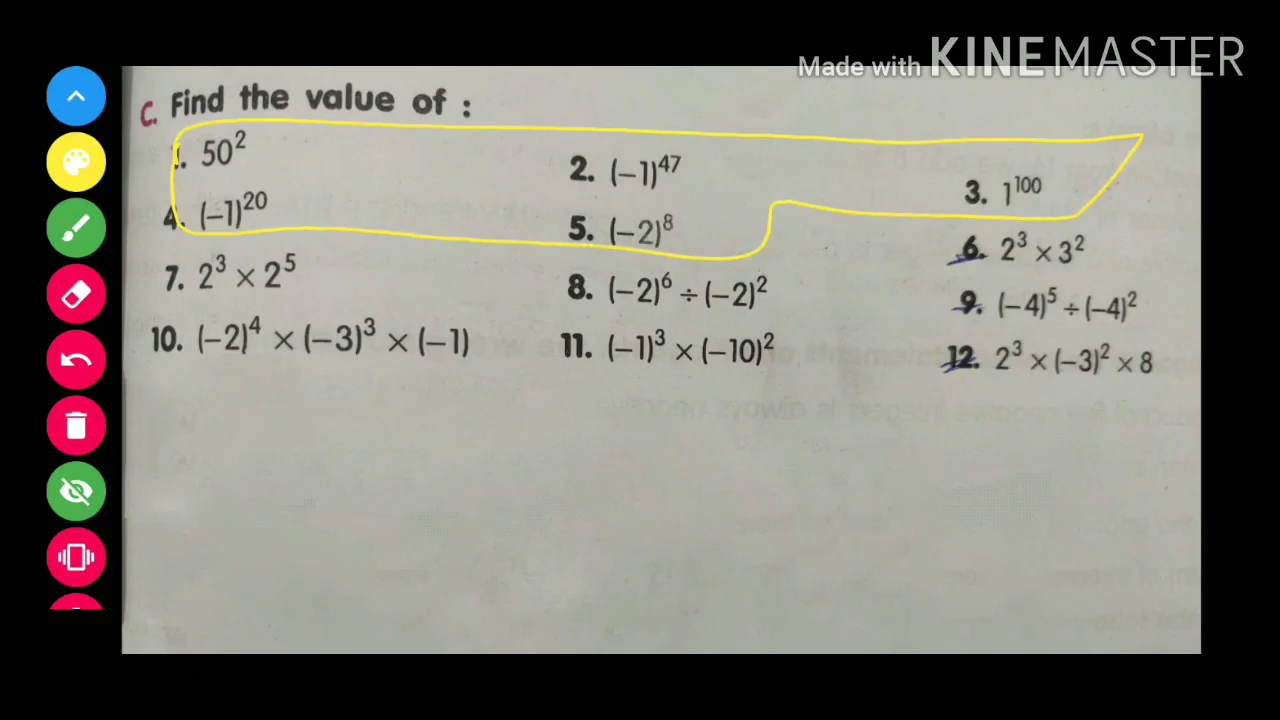 Made with KINEMASTER
C. Find the value of :
1. 50² 2. (−1)⁴⁷ 3. 1¹⁰⁰
4. (−1)²⁰ 5. (−2)⁸ 6. 2³ × 3²
7. 2³ × 2⁵ 8. (−2)⁶ ÷ (−2)² 9. (−4)⁵ ÷ (−4)²
10. (−2)⁴ × (−3)³ × (−1) 11. (−1)³ × (−10)² 12. 2³ × (−3)² × 8